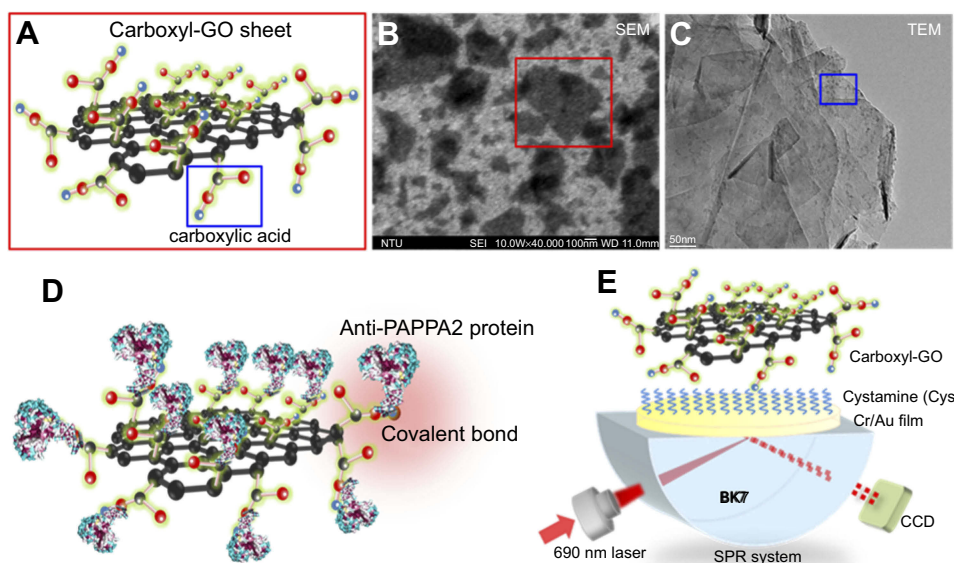 A
Carboxyl-GO sheet
carboxylic acid
B
SEM
NTU SEI 10.0W×40.000 100nm WD 11.0mm
C
TEM
50nm
D
Anti-PAPPA2 protein
Covalent bond
E
Carboxyl-GO
Cystamine (Cys
Cr/Au film
BK7
CCD
690 nm laser
SPR system